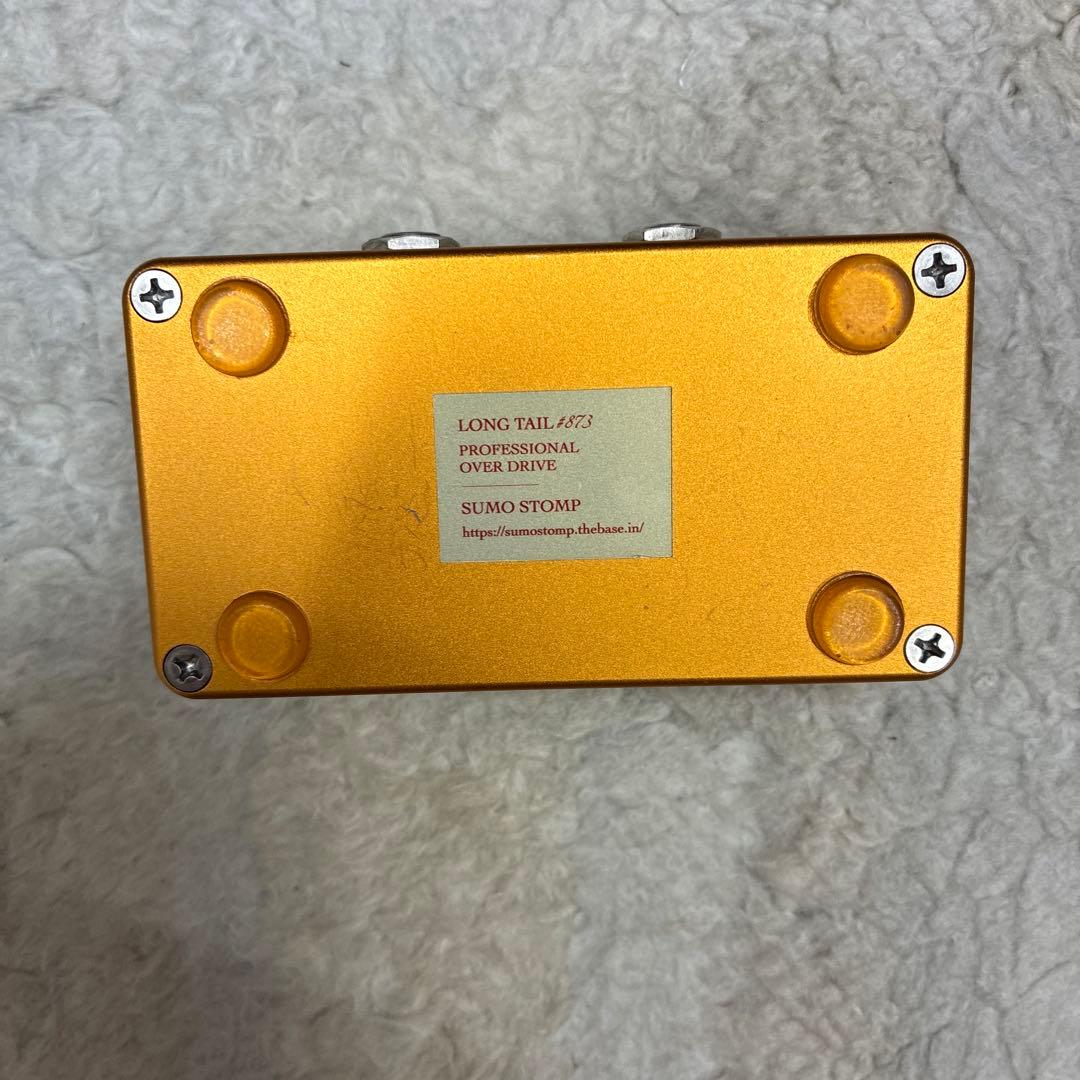 LONG TAIL #873
PROFESSIONAL
OVER DRIVE
SUMO STOMP
https://sumostomp.thebase.in/